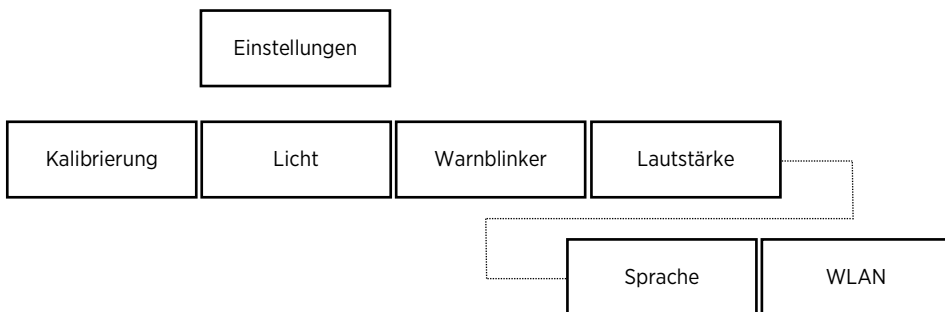 Einstellungen
Kalibrierung
Licht
Warnblinker
Lautstärke
Sprache
WLAN